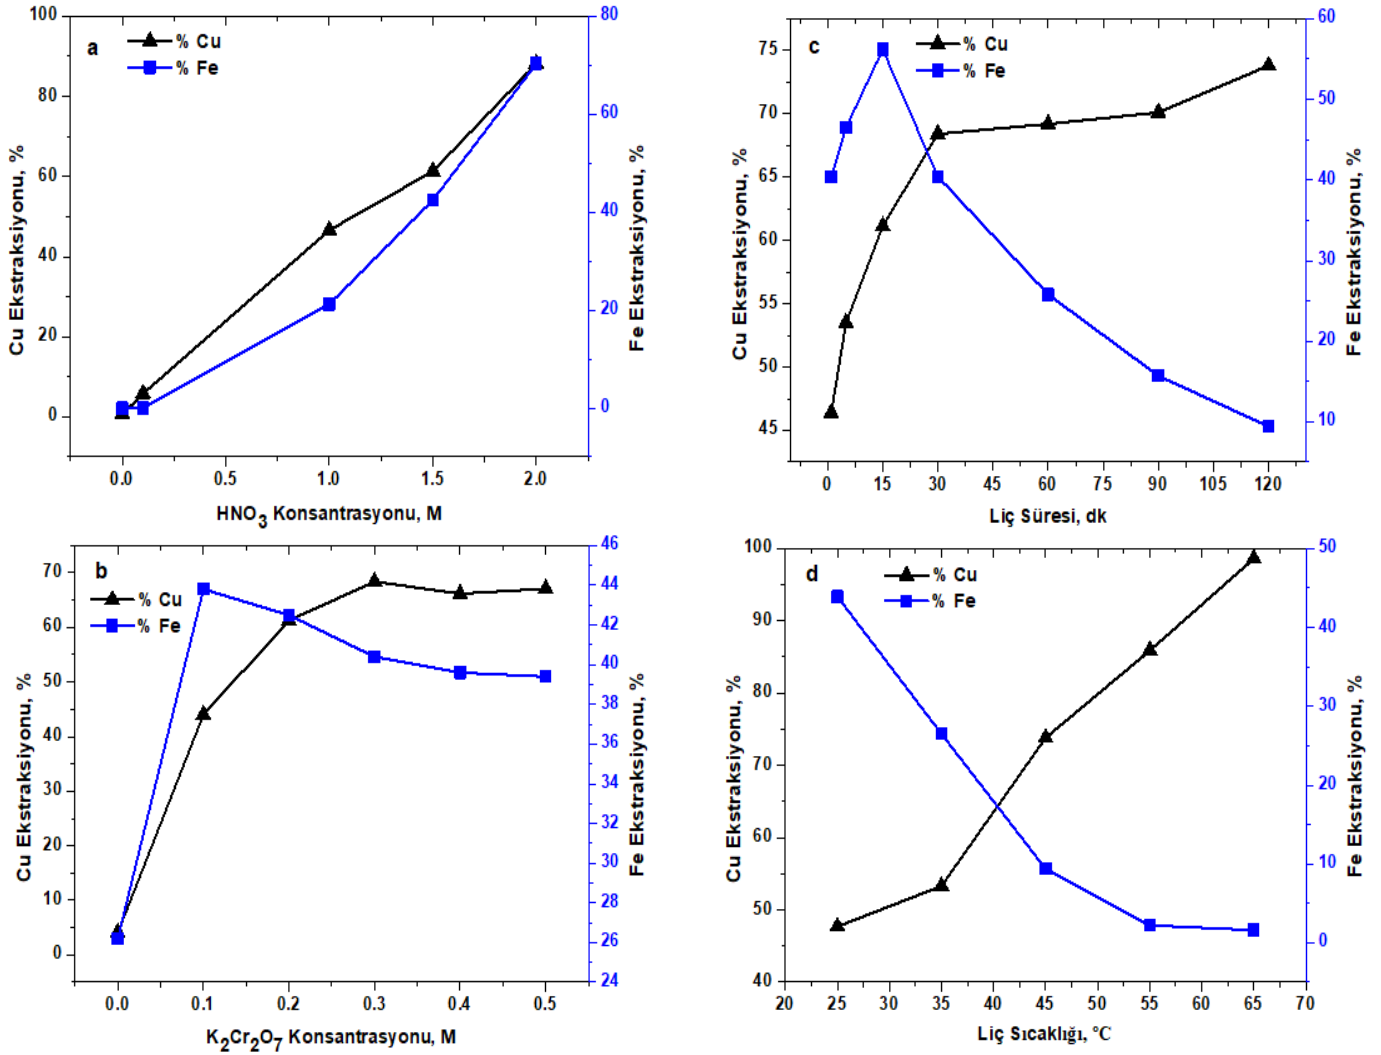 a
% Cu
% Fe
100
80
60
40
20
0
Cu Ekstraksiyonu, %
80
60
40
20
0
Fe Ekstraksiyonu, %
0.0 0.5 1.0 1.5 2.0
HNO3 Konsantrasyonu, M
c
% Cu
% Fe
75
70
65
60
55
50
45
Cu Ekstraksiyonu, %
60
50
40
30
20
10
Fe Ekstraksiyonu, %
0 15 30 45 60 75 90 105 120
Liç Süresi, dk
b
% Cu
% Fe
70
60
50
40
30
20
10
0
Cu Ekstraksiyonu, %
46
44
42
40
38
36
34
32
30
28
26
24
Fe Ekstraksiyonu, %
0.0 0.1 0.2 0.3 0.4 0.5
K2Cr2O7 Konsantrasyonu, M
d
% Cu
% Fe
100
90
80
70
60
50
40
Cu Ekstraksiyonu, %
50
40
30
20
10
0
Fe Ekstraksiyonu, %
20 25 30 35 40 45 50 55 60 65 70
Liç Sıcaklığı, °C